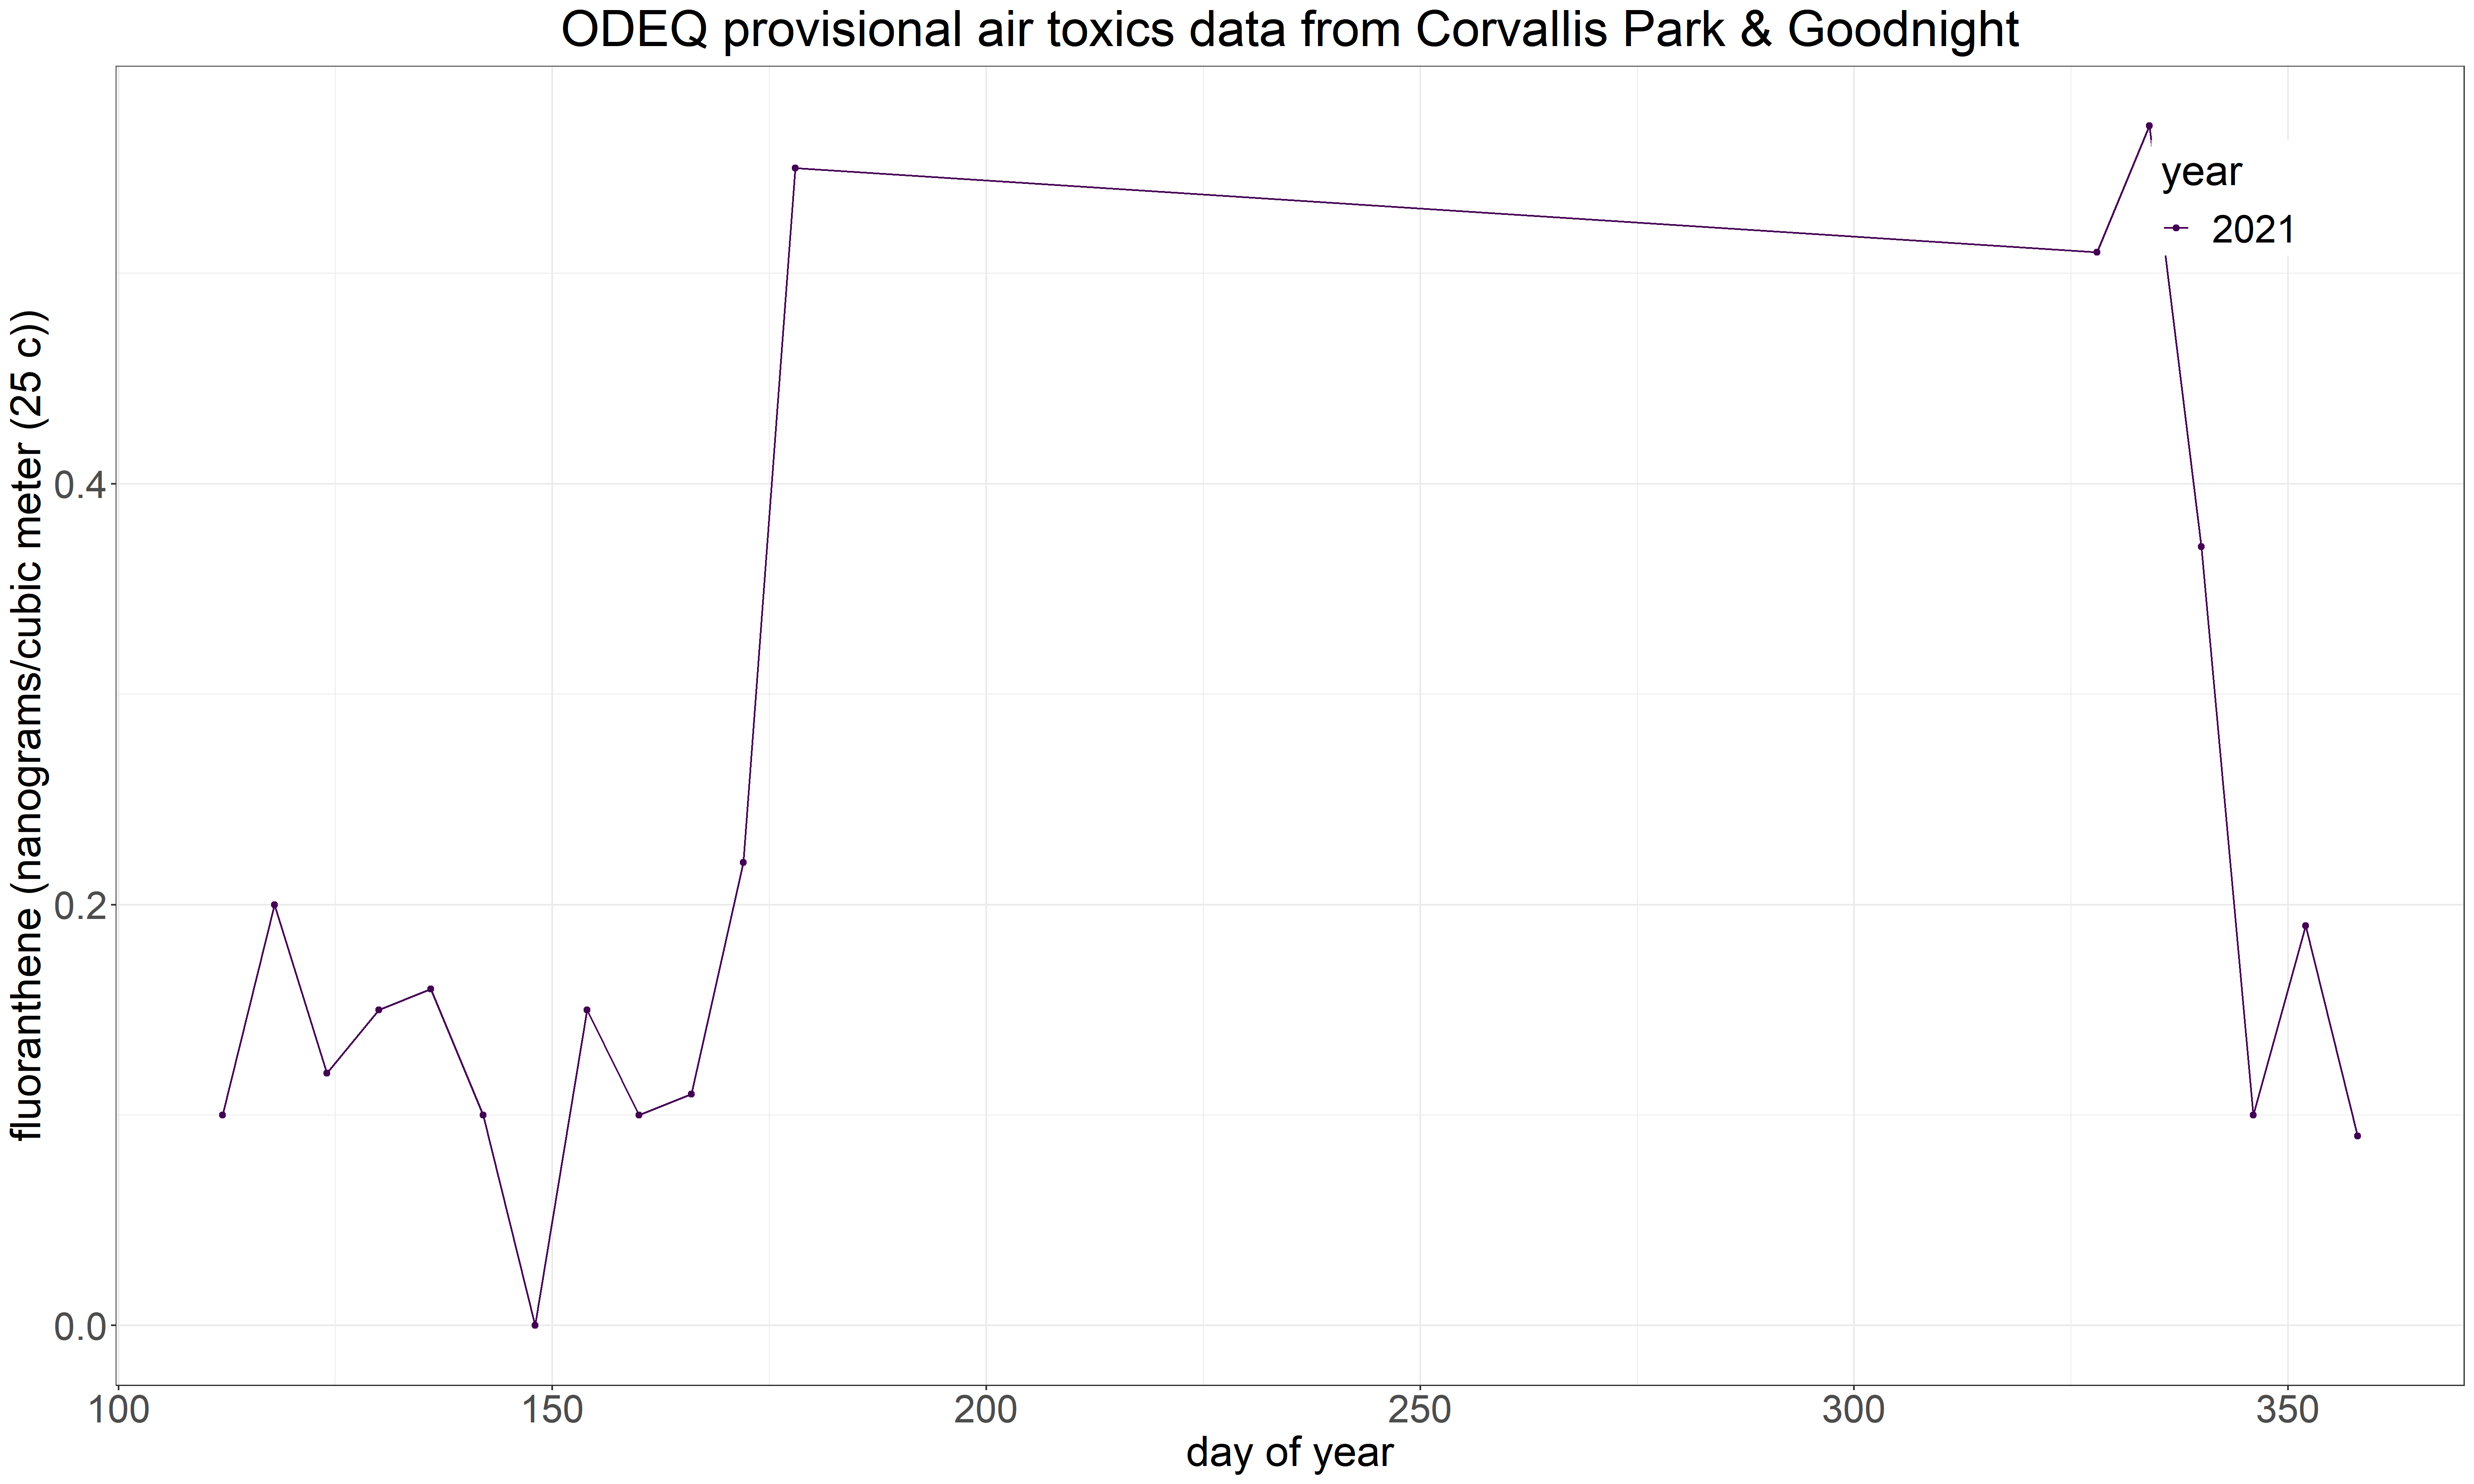 ODEQ provisional air toxics data from Corvallis Park & Goodnight
fluoranthene (nanograms/cubic meter (25 c))
year
2021
0.4
0.2
0.0
100 150 200 250 300 350
day of year